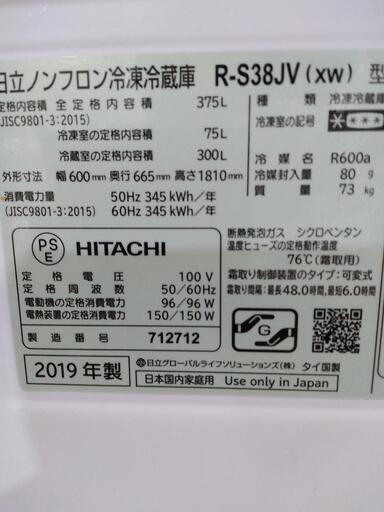 日立ノンフロン冷凍冷蔵庫 R-S38JV(XW) 型
定格内容積 全定格内容積 375L
(JISC9801-3:2015)
冷凍室の定格内容積 75L
冷蔵室の定格内容積 300L
外形寸法 幅600mm 奥行665mm 高さ1810mm
消費電力量 50Hz 345 kWh/年
(JISC9801-3:2015) 60Hz 345 kWh/年
種類 冷凍冷蔵庫
冷凍室の記号
冷媒名 R600a
冷媒封入量 80 g
質量 73 kg
PS
E
HITACHI
定格電圧 100 V
定格周波数 50/60Hz
電動機の定格消費電力 96/96 W
電熱装置の定格消費電力 150/150 W
製造番号 712712
断熱発泡ガス シクロペンタン
温度ヒューズの定格動作温度
76℃(霜取用)
霜取り制御装置のタイプ:可変式
霜取り間隔:最大48.0時間,最短6.0時間
G
2019年製
日立グローバルライフソリューションズ(株) タイ国製
日本国内家庭用 Use only in Japan